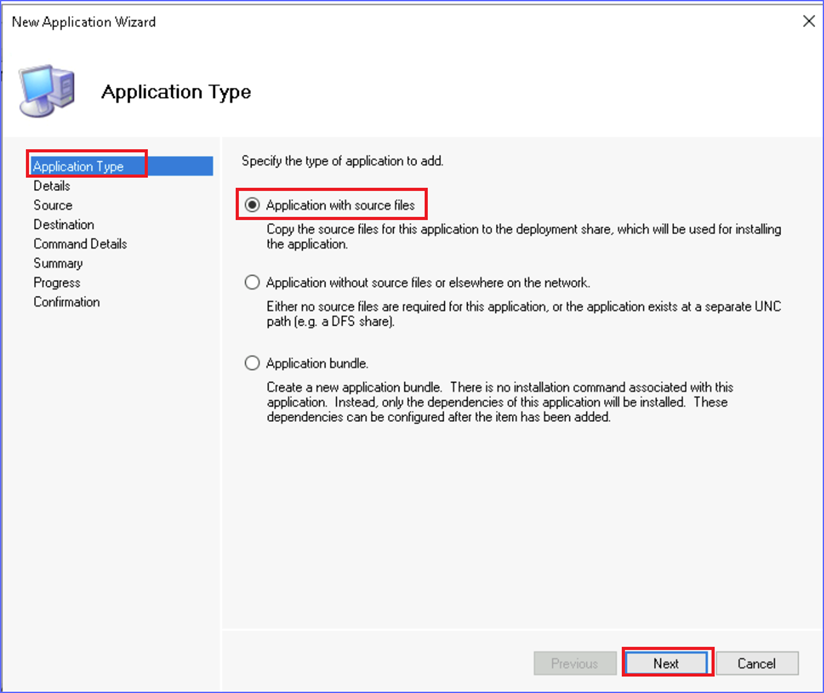 New Application Wizard
Application Type
Application Type
Details
Source
Destination
Command Details
Summary
Progress
Confirmation
Specify the type of application to add.
Application with source files
Copy the source files for this application to the deployment share, which will be used for installing
the application.
Application without source files or elsewhere on the network.
Either no source files are required for this application, or the application exists at a separate UNC
path (e.g. a DFS share).
Application bundle.
Create a new application bundle.  There is no installation command associated with this
application.  Instead, only the dependencies of this application will be installed.  These
dependencies can be configured after the item has been added.
Previous
Next
Cancel